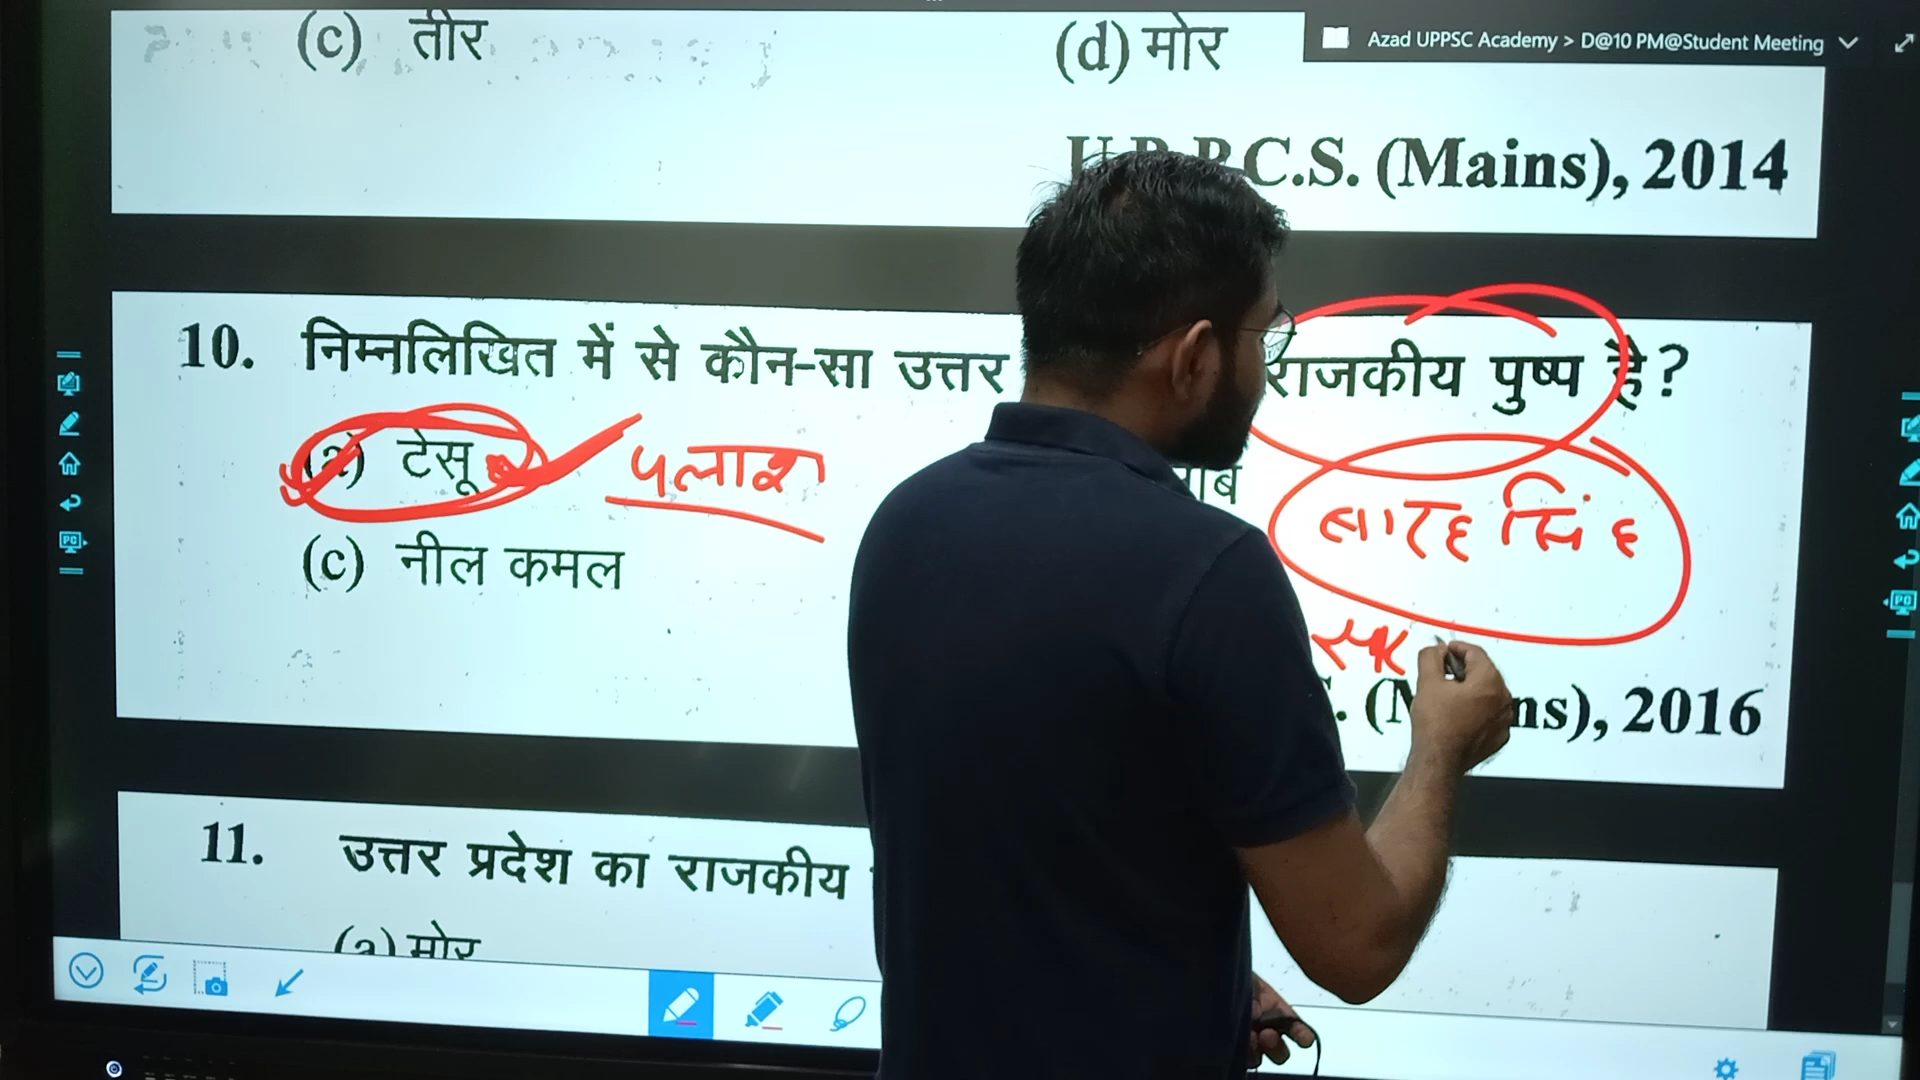 (c) तीर (d) मोर
Azad UPPSC Academy > D@10 PM@Student Meeting
C.S. (Mains), 2014
10. निम्नलिखित में से कौन-सा उत्तर राजकीय पुष्प है?
(a) टेसू पलाश
बारहसिंघ
(c) नील कमल
2016
11. उत्तर प्रदेश का राजकीय
(a) मोर